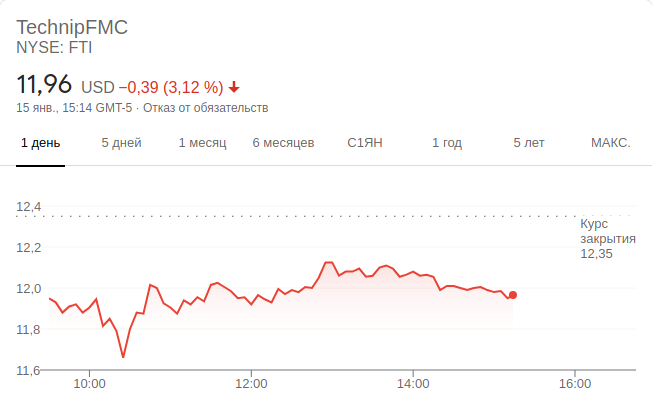 TechnipFMC
NYSE: FTI
11,96 USD −0,39 (3,12 %)
15 янв., 15:14 GMT-5 · Отказ от обязательств
1 день 5 дней 1 месяц 6 месяцев С1ЯН 1 год 5 лет МАКС.
12,4
Курс
закрытия
12,35
12,2
12,0
11,8
11,6
10:00 12:00 14:00 16:00